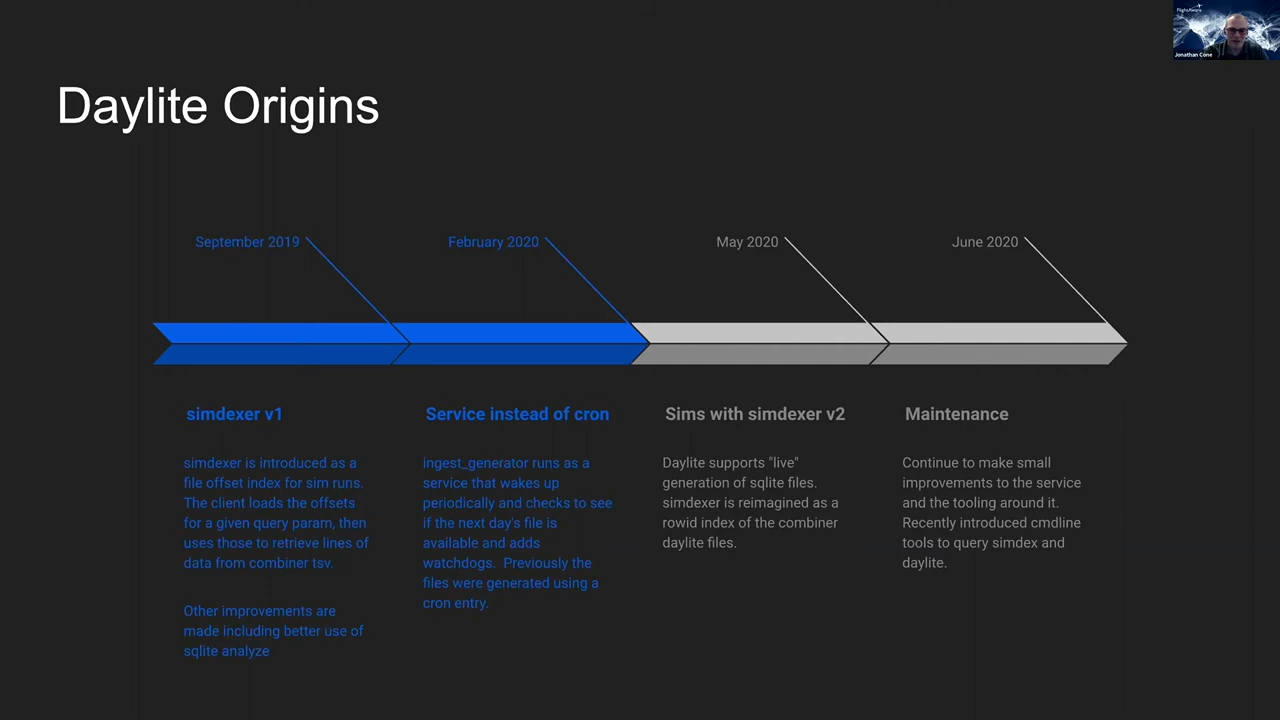 FlightAware
Jonathan Cone
Daylite Origins
September 2019
February 2020
May 2020
June 2020
simdexer v1
simdexer is introduced as a
file offset index for sim runs.
The client loads the offsets
for a given query param, then
uses those to retrieve lines of
data from combiner tsv.
Other improvements are
made including better use of
sqlite analyze
Service instead of cron
ingest_generator runs as a
service that wakes up
periodically and checks to see
if the next day's file is
available and adds
watchdogs.  Previously the
files were generated using a
cron entry.
Sims with simdexer v2
Daylite supports "live"
generation of sqlite files.
simdexer is reimagined as a
rowid index of the combiner
daylite files.
Maintenance
Continue to make small
improvements to the service
and the tooling around it.
Recently introduced cmdline
tools to query simdex and
daylite.